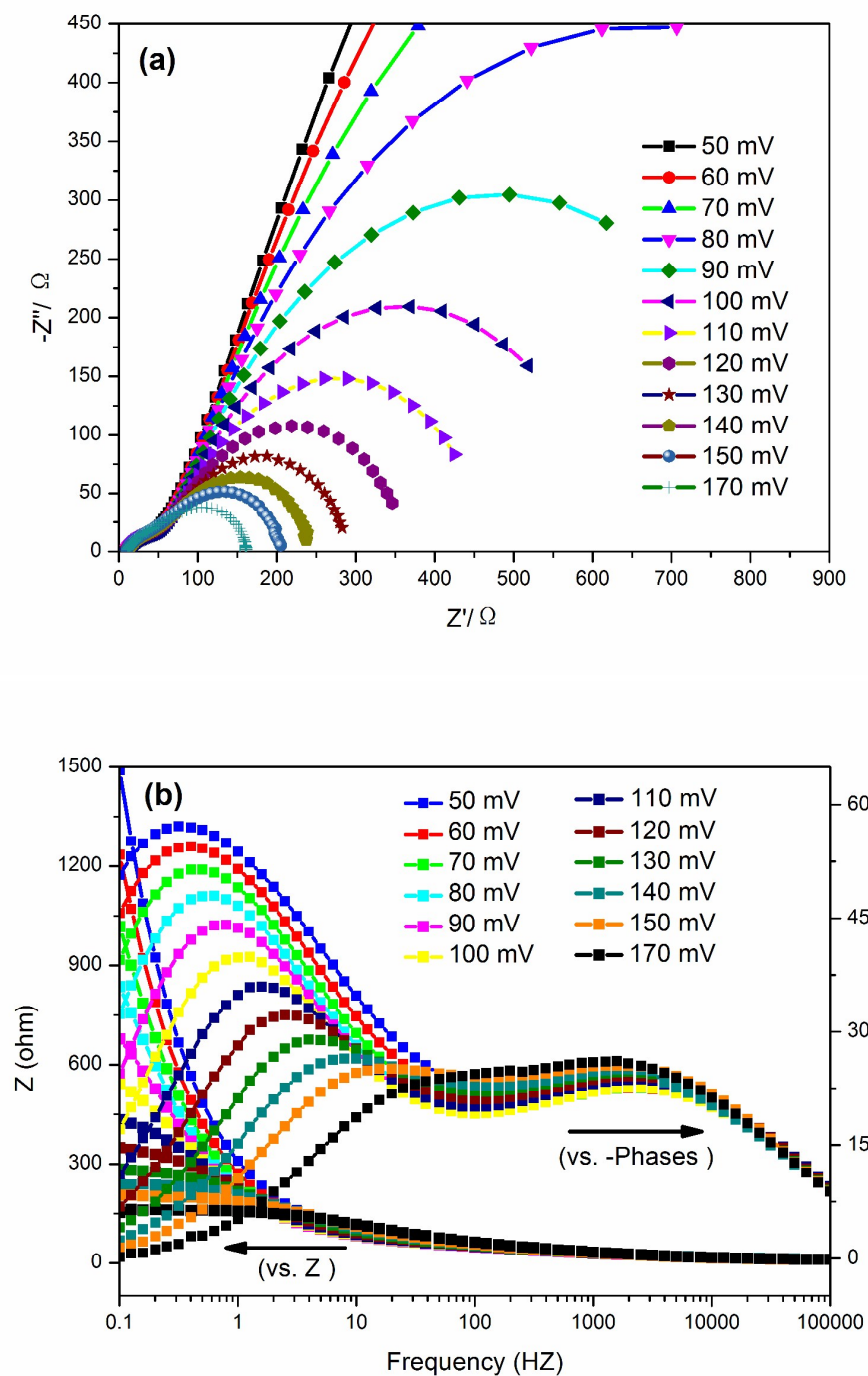 (a)
450
400
350
300
250
200
150
100
50
0
-Z''/ Ω
0 100 200 300 400 500 600 700 800 900
Z'/ Ω
50 mV
60 mV
70 mV
80 mV
90 mV
100 mV
110 mV
120 mV
130 mV
140 mV
150 mV
170 mV
(b)
1500
1200
900
600
300
0
Z (ohm)
50 mV
60 mV
70 mV
80 mV
90 mV
100 mV
110 mV
120 mV
130 mV
140 mV
150 mV
170 mV
60
45
30
15
0
(vs. -Phases )
(vs. Z )
0.1 1 10 100 1000 10000 100000
Frequency (HZ)